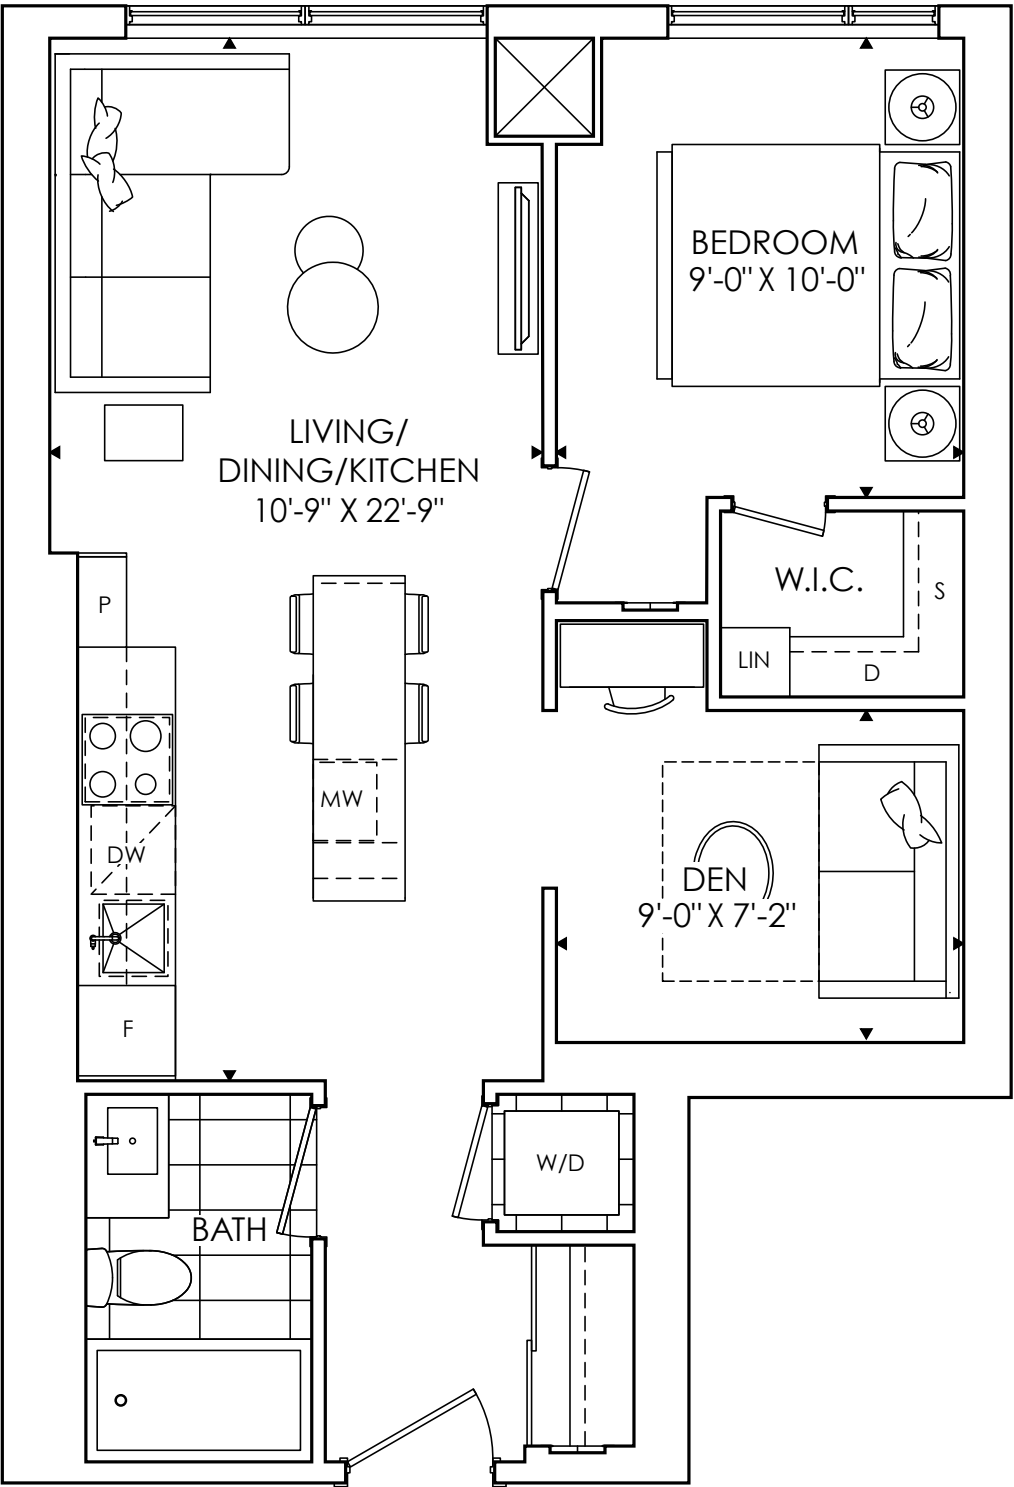 BEDROOM
9'-0" X 10'-0"
LIVING/
DINING/KITCHEN
10'-9" X 22'-9"
W.I.C.
S
P
LIN
D
MW
DW
DEN
9'-0" X 7'-2"
F
W/D
BATH